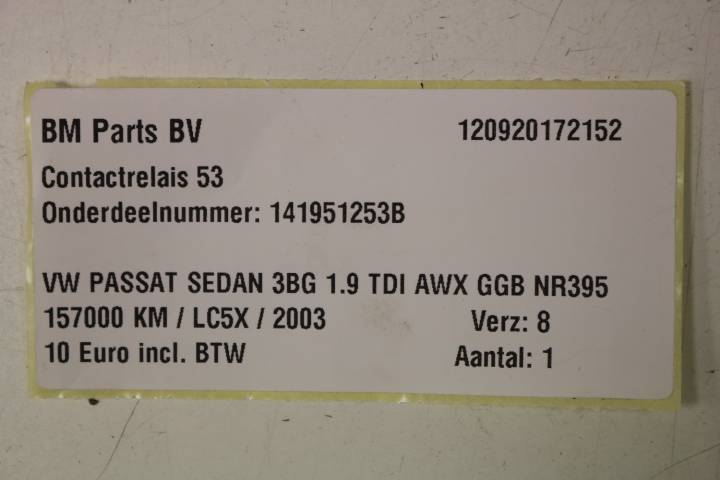 BM Parts BV 120920172152
Contactrelais 53
Onderdeelnummer: 141951253B
VW PASSAT SEDAN 3BG 1.9 TDI AWX GGB NR395
157000 KM / LC5X / 2003 Verz: 8
10 Euro incl. BTW Aantal: 1